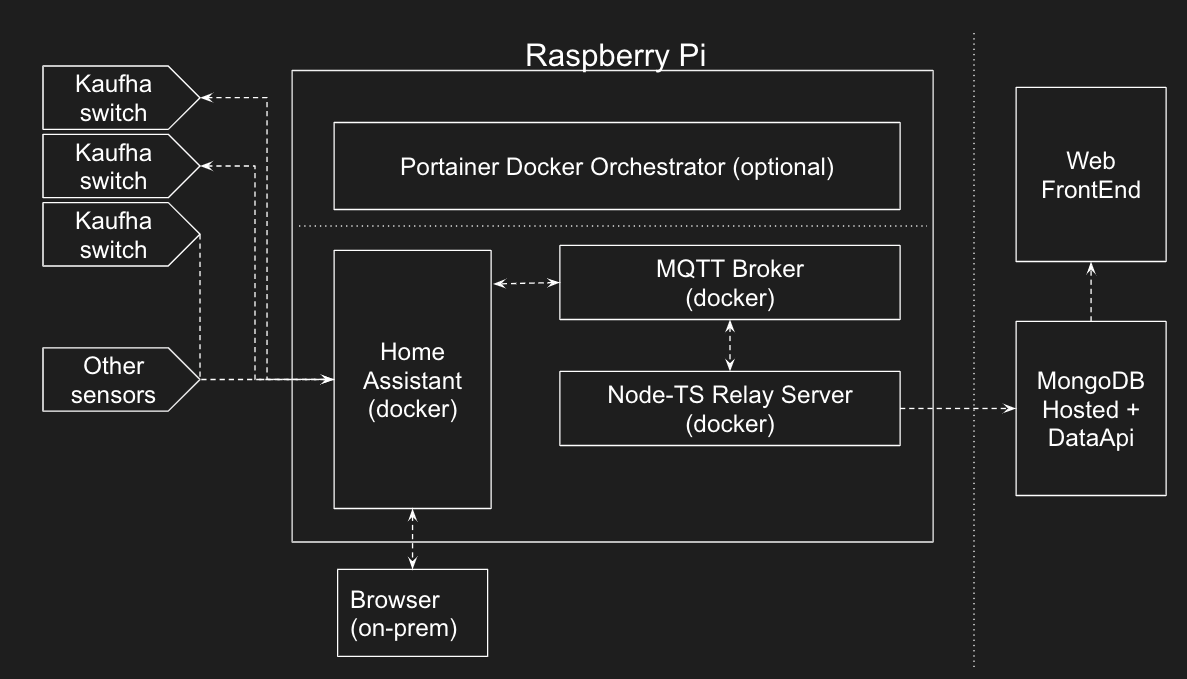 Raspberry Pi
Kaufha
switch
Kaufha
switch
Kaufha
switch
Other
sensors
Portainer Docker Orchestrator (optional)
Home
Assistant
(docker)
MQTT Broker
(docker)
Node-TS Relay Server
(docker)
Browser
(on-prem)
Web
FrontEnd
MongoDB
Hosted +
DataApi